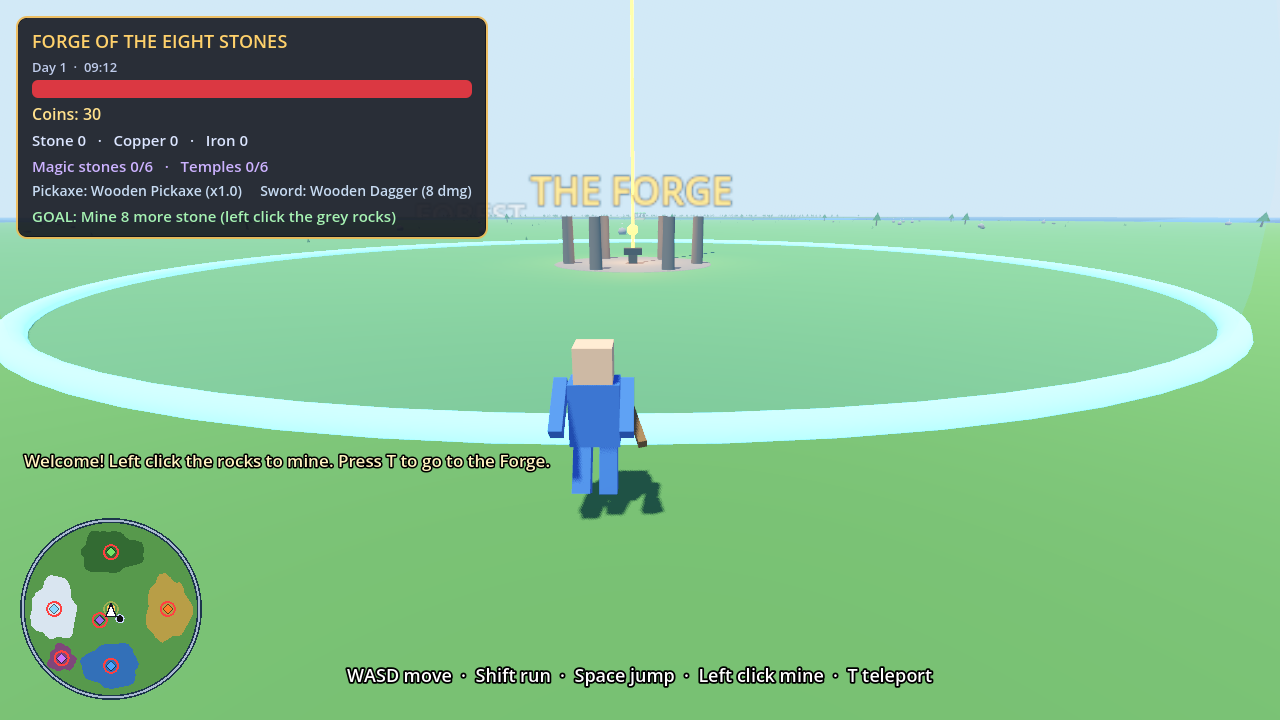 FORGE OF THE EIGHT STONES
Day 1 · 09:12
Coins: 30
Stone 0 · Copper 0 · Iron 0
Magic stones 0/6 · Temples 0/6
Pickaxe: Wooden Pickaxe (x1.0) Sword: Wooden Dagger (8 dmg)
GOAL: Mine 8 more stone (left click the grey rocks)
THE FORGE
Welcome! Left click the rocks to mine. Press T to go to the Forge.
WASD move · Shift run · Space jump · Left click mine · T teleport